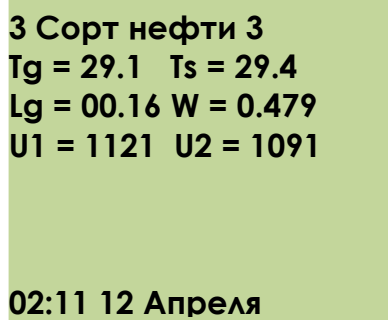 3 Сорт нефти 3
Tg = 29.1 Ts = 29.4
Lg = 00.16 W = 0.479
U1 = 1121 U2 = 1091
02:11 12 Апреля